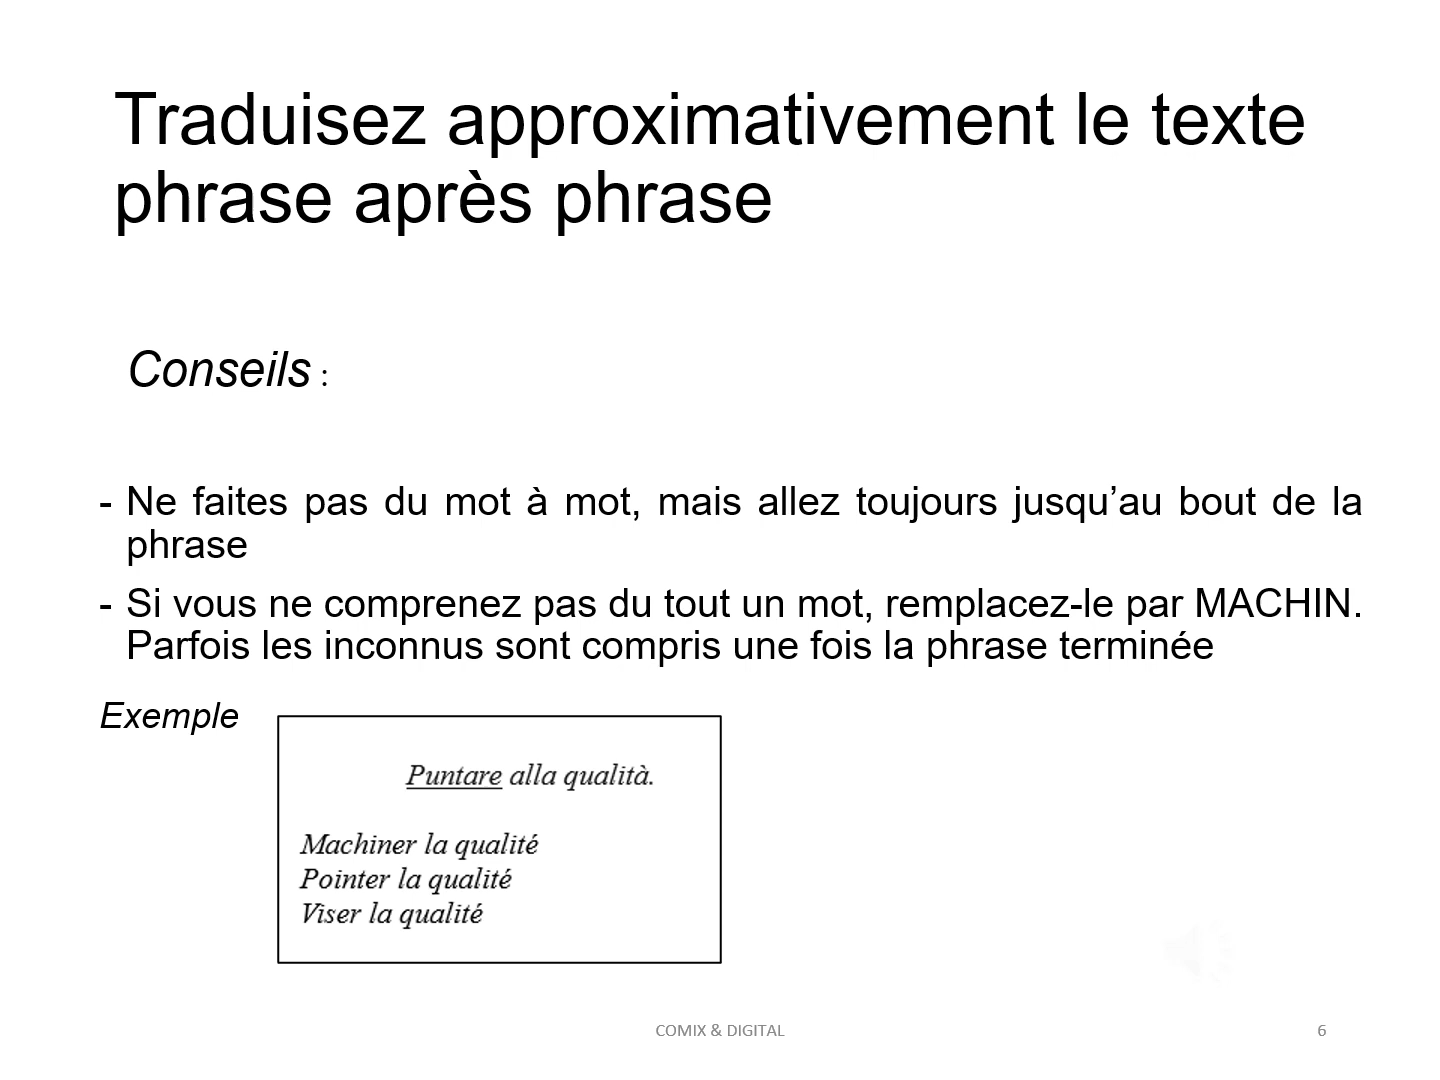 Traduisez approximativement le texte
phrase après phrase
Conseils :
- Ne faites pas du mot à mot, mais allez toujours jusqu’au bout de la
phrase
- Si vous ne comprenez pas du tout un mot, remplacez-le par MACHIN.
Parfois les inconnus sont compris une fois la phrase terminée
Exemple
Puntare alla qualità.
Machiner la qualité
Pointer la qualité
Viser la qualité
COMIX & DIGITAL
6